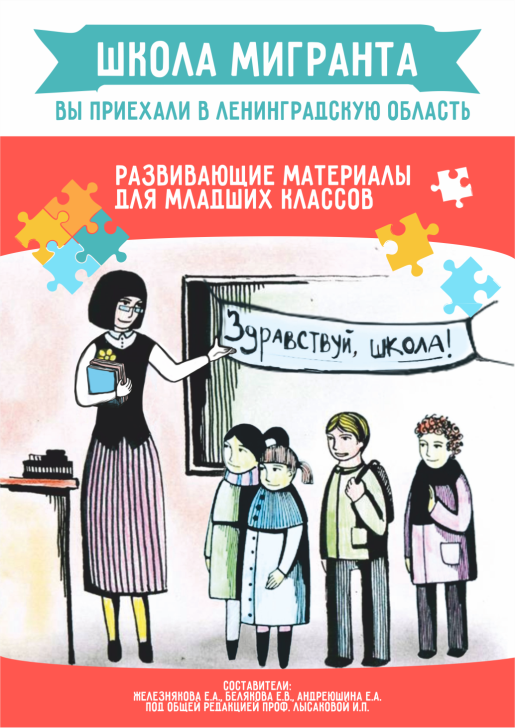 ШКОЛА МИГРАНТА
ВЫ ПРИЕХАЛИ В ЛЕНИНГРАДСКУЮ ОБЛАСТЬ
РАЗВИВАЮЩИЕ МАТЕРИАЛЫ
ДЛЯ МЛАДШИХ КЛАССОВ
Здравствуй, школа!
СОСТАВИТЕЛИ:
ЖЕЛЕЗНЯКОВА Е.А., БЕЛЯКОВА Е.В., АНДРЕЮШИНА Е.А.
ПОД ОБЩЕЙ РЕДАКЦИЕЙ ПРОФ. ЛЫСАКОВОЙ И.П.